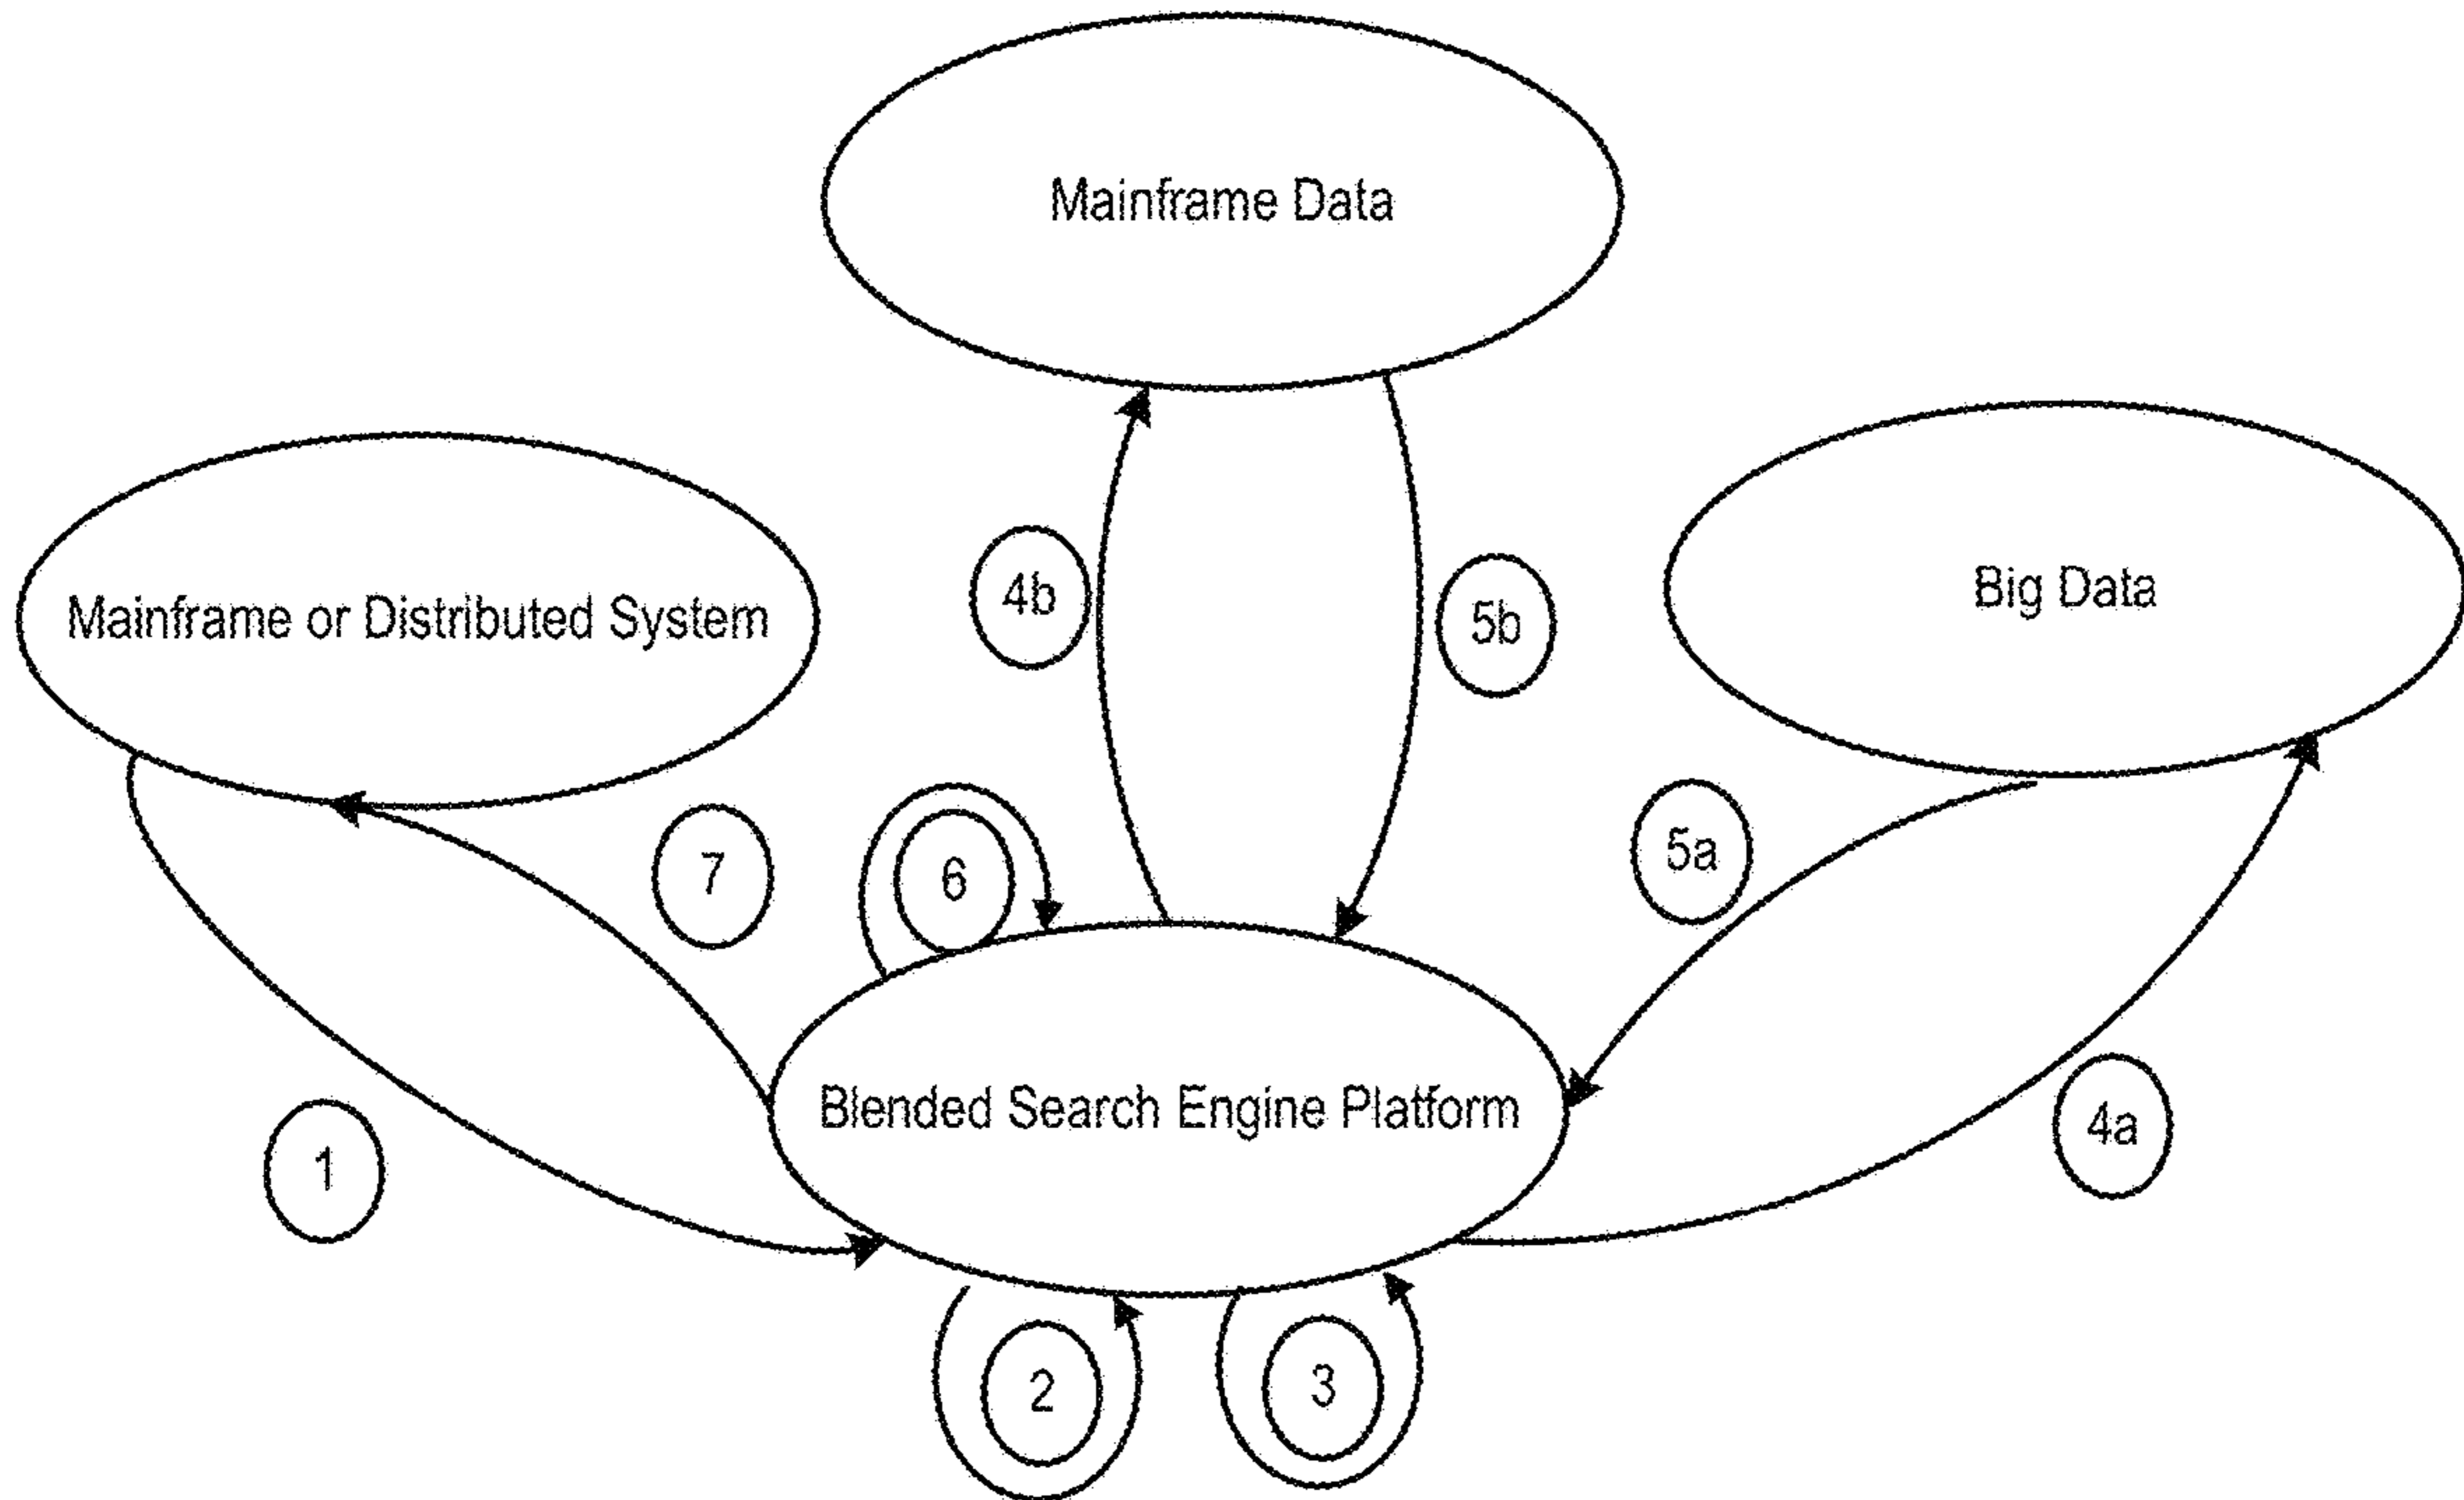 Mainframe Data
Big Data
Mainframe or Distributed System
4b
5b
5a
7
6
Blended Search Engine Platform
4a
1
2
3